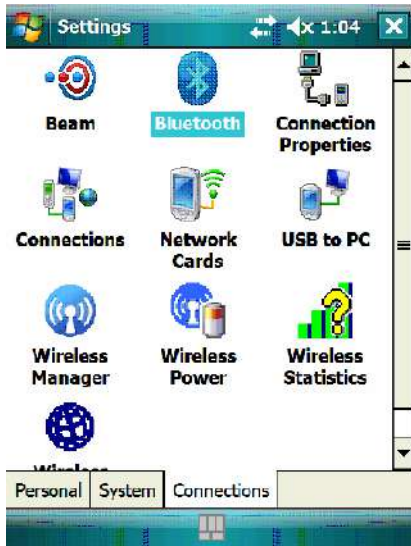 Settings 1:04
Beam Bluetooth Connection
Properties
Connections Network USB to PC
Cards
Wireless Wireless Wireless
Manager Power Statistics
Wireless
Personal System Connections